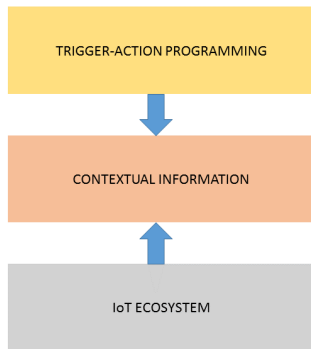 TRIGGER-ACTION PROGRAMMING
CONTEXTUAL INFORMATION
IoT ECOSYSTEM